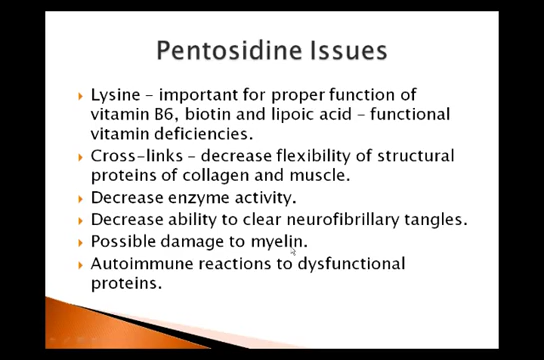 Pentosidine Issues
Lysine – important for proper function of
vitamin B6, biotin and lipoic acid – functional
vitamin deficiencies.
Cross-links – decrease flexibility of structural
proteins of collagen and muscle.
Decrease enzyme activity.
Decrease ability to clear neurofibrillary tangles.
Possible damage to myelin.
Autoimmune reactions to dysfunctional
proteins.